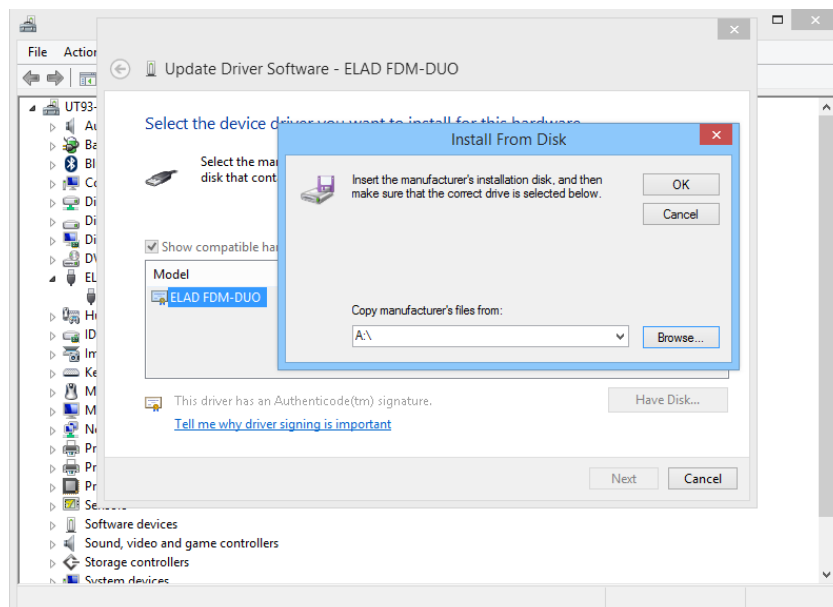 File Action
Update Driver Software - ELAD FDM-DUO
UT93-
Select the device driver you want to install for this hardware.
Install From Disk
Select the man
disk that cont
Insert the manufacturer's installation disk, and then
make sure that the correct drive is selected below.
OK
Cancel
Show compatible har
Model
ELAD FDM-DUO
Copy manufacturer's files from:
A:\
Browse...
This driver has an Authenticode(tm) signature.
Have Disk...
Tell me why driver signing is important
Next
Cancel
Au
Ba
Bl
Co
Di
Di
Di
DV
EL
Hu
ID
Im
Ke
Mi
M
Ne
Pr
Pr
Pr
Sensors
Software devices
Sound, video and game controllers
Storage controllers
System devices